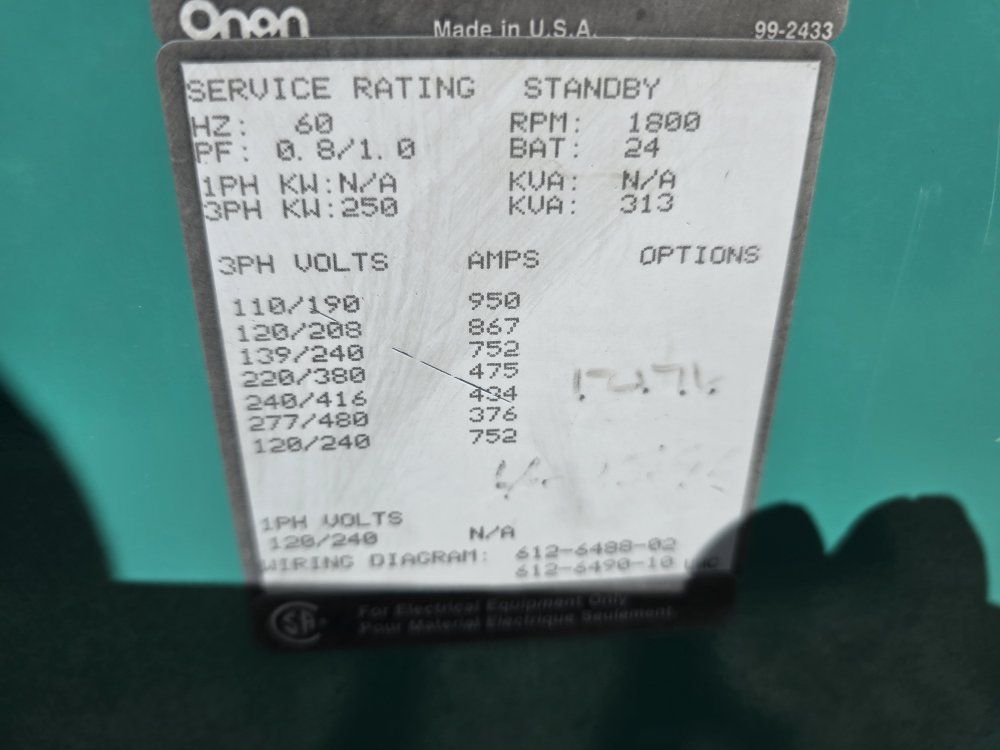 Onan Made in U.S.A. 99-2433
SERVICE RATING STANDBY
HZ: 60 RPM: 1800
PF: 0.8/1.0 BAT: 24
1PH KW:N/A KVA: N/A
3PH KW:250 KVA: 313
3PH VOLTS AMPS OPTIONS
110/190 950
120/208 867
139/240 752
220/380 475
240/416 434
277/480 376
120/240 752
1PH VOLTS
120/240 N/A
WIRING DIAGRAM: 612-6488-02
612-6490-10
For Electrical Equipment Only
Pour Material Electrique Seulement.